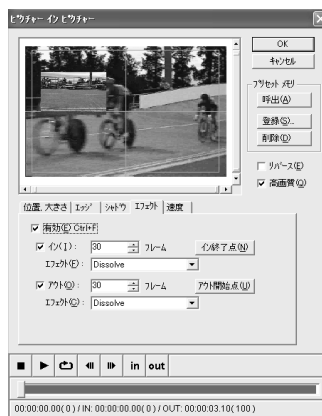 ピクチャー イン ピクチャー
OK
キャンセル
プリセット メモリ
呼出(A)
登録(S)...
削除(D)
リバース(E)
高画質(Q)
位置、大きさ
エッジ
シャドウ
エフェクト
速度
有効(E) Ctrl+F
イン(I): 30 フレーム イン終了点(N)
エフェクト(F): Dissolve
アウト(O): 30 フレーム アウト開始点(U)
エフェクト(C): Dissolve
in out
00:00:00.00( 0 ) / IN: 00:00:00.00( 0 ) / OUT: 00:00:03.10( 100 )